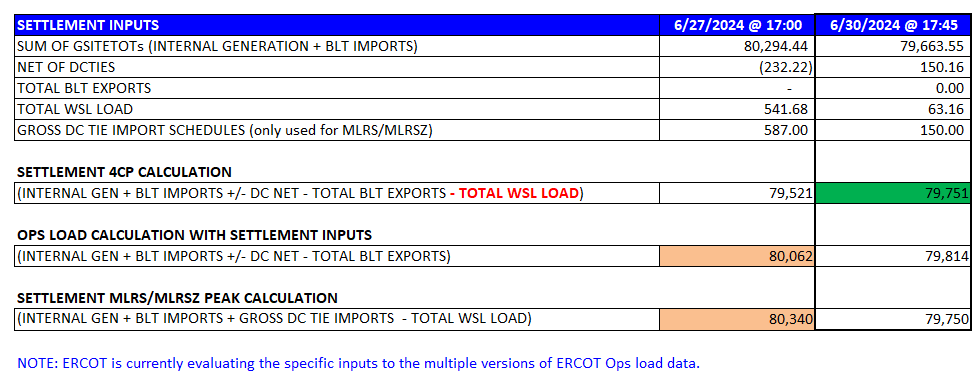 SETTLEMENT INPUTS 6/27/2024 @ 17:00 6/30/2024 @ 17:45
SUM OF GSITETOTs (INTERNAL GENERATION + BLT IMPORTS) 80,294.44 79,663.55
NET OF DCTIES (232.22) 150.16
TOTAL BLT EXPORTS - 0.00
TOTAL WSL LOAD 541.68 63.16
GROSS DC TIE IMPORT SCHEDULES (only used for MLRS/MLRSZ) 587.00 150.00
SETTLEMENT 4CP CALCULATION
(INTERNAL GEN + BLT IMPORTS +/- DC NET - TOTAL BLT EXPORTS - TOTAL WSL LOAD) 79,521 79,751
OPS LOAD CALCULATION WITH SETTLEMENT INPUTS
(INTERNAL GEN + BLT IMPORTS +/- DC NET - TOTAL BLT EXPORTS) 80,062 79,814
SETTLEMENT MLRS/MLRSZ PEAK CALCULATION
(INTERNAL GEN + BLT IMPORTS + GROSS DC TIE IMPORTS - TOTAL WSL LOAD) 80,340 79,750
NOTE: ERCOT is currently evaluating the specific inputs to the multiple versions of ERCOT Ops load data.